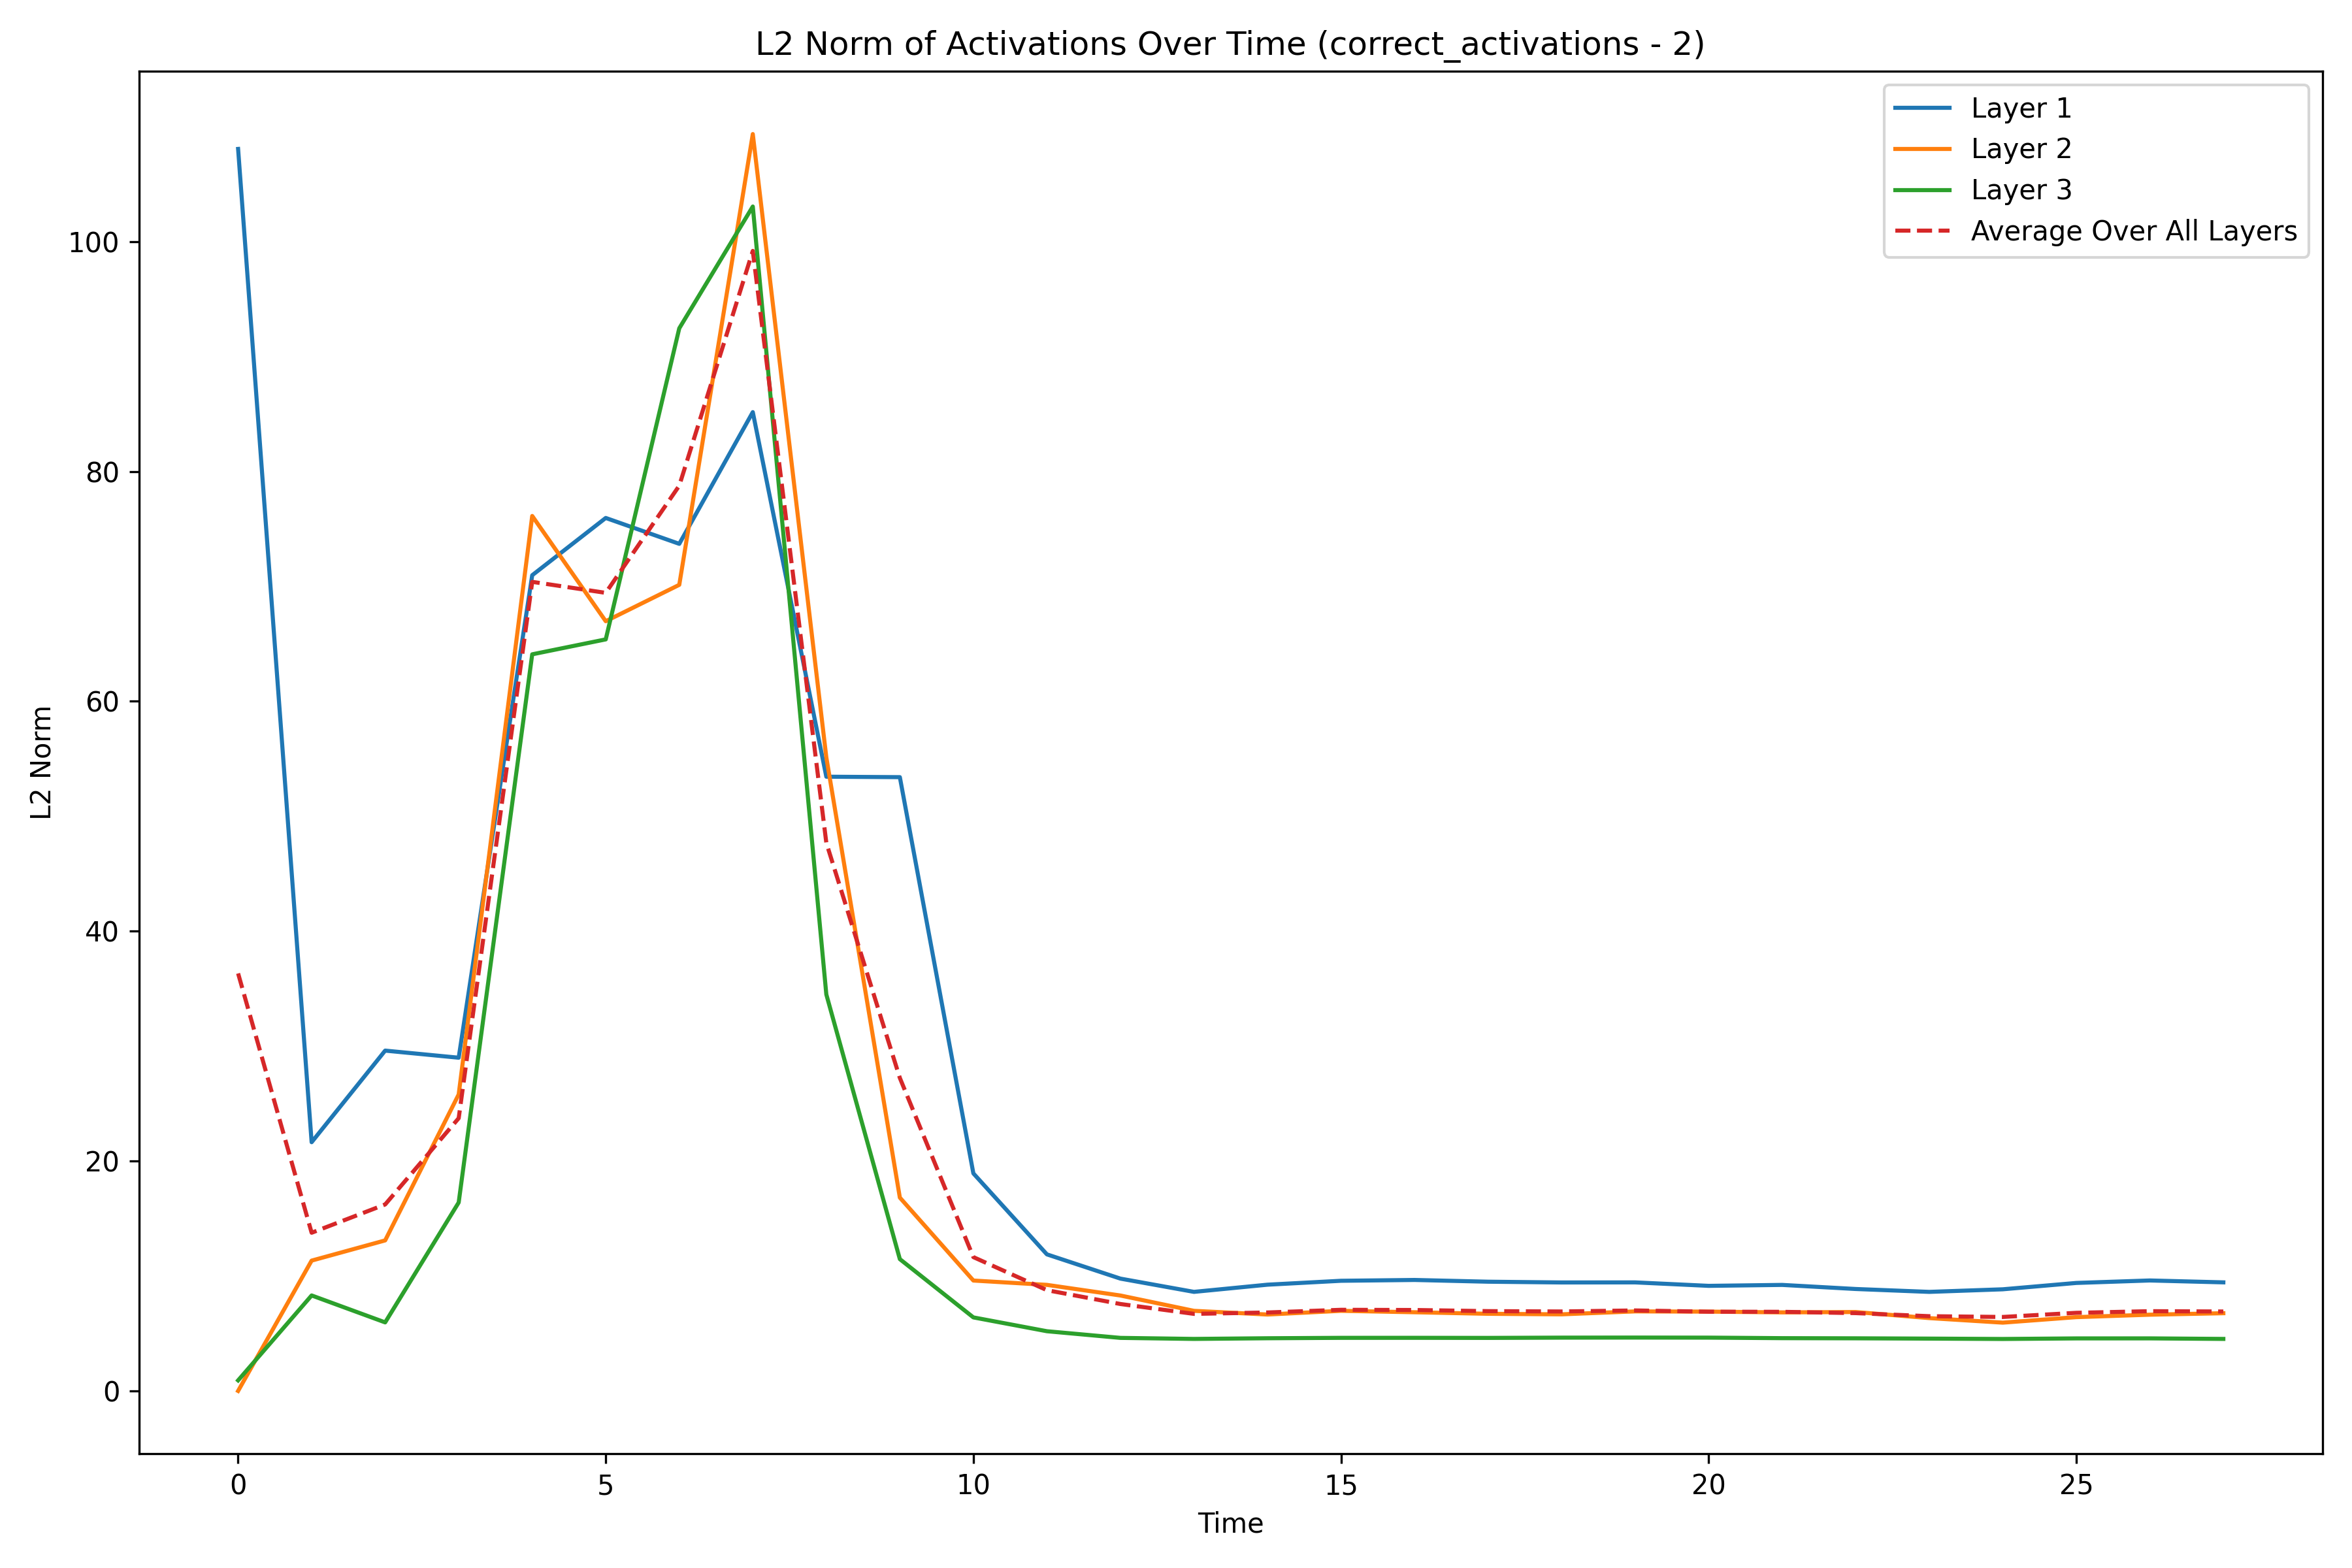 L2 Norm of Activations Over Time (correct_activations - 2)
Layer 1
Layer 2
Layer 3
Average Over All Layers
100
80
60
40
20
0
L2 Norm
0 5 10 15 20 25
Time